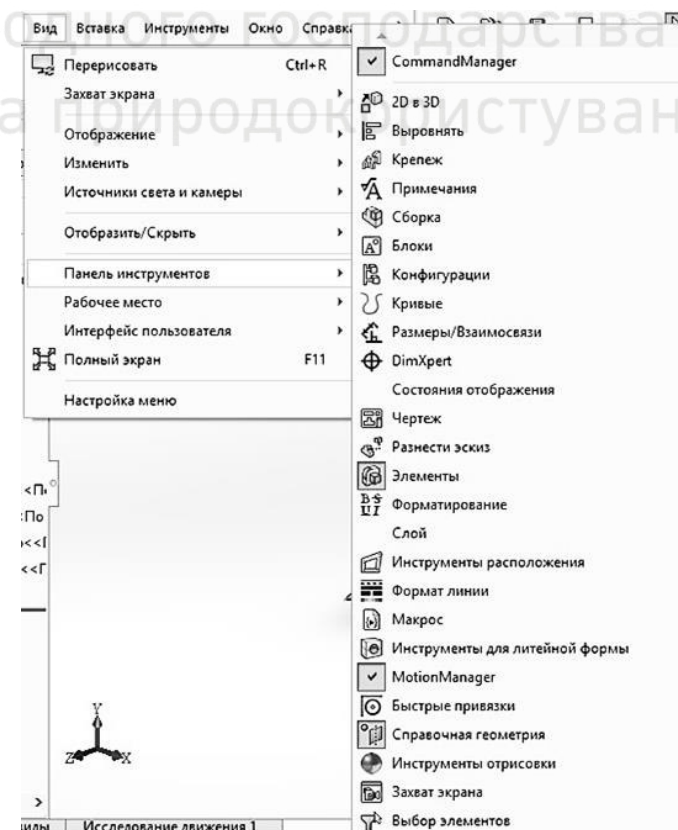 одного господарства
а природокористуван
Вид Вставка Инструменты Окно Справка
Перерисовать Ctrl+R
Захват экрана
Отображение
Изменить
Источники света и камеры
Отобразить/Скрыть
Панель инструментов
Рабочее место
Интерфейс пользователя
Полный экран F11
Настройка меню
CommandManager
2D в 3D
Выровнять
Крепеж
Примечания
Сборка
Блоки
Конфигурации
Кривые
Размеры/Взаимосвязи
DimXpert
Состояния отображения
Чертеж
Разнести эскиз
Элементы
Форматирование
Слой
Инструменты расположения
Формат линии
Макрос
Инструменты для литейной формы
MotionManager
Быстрые привязки
Справочная геометрия
Инструменты отрисовки
Захват экрана
Выбор элементов
Y
Z X
Исследование движения 1